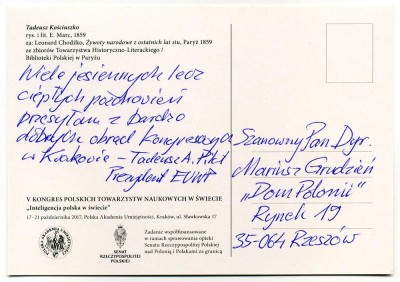 Tadeusz Kościuszko
rys. i lit. E. Marc, 1859
za: Leonard Chodźko, Żywoty narodowe z ostatnich lat stu, Paryż 1859
ze zbiorów Towarzystwa Historyczno-Literackiego /
Biblioteki Polskiej w Paryżu
Wiele jesiennych lecz
ciepłych pozdrowień
przesyłam z bardzo
dobrych obrad Kongresowych
w Krakowie – Tadeusz A. Pilat
Prezydent EUWP
V KONGRES POLSKICH TOWARZYSTW NAUKOWYCH W ŚWIECIE
„Inteligencja polska w świecie"
17–21 października 2017, Polska Akademia Umiejętności, Kraków, ul. Sławkowska 17
SENAT
RZECZYPOSPOLITEJ
POLSKIEJ
Zadanie współfinansowane
w ramach sprawowania opieki
Senatu Rzeczypospolitej Polskiej
nad Polonią i Polakami za granicą
Szanowny Pan Dyr.
Mariusz Grudzień
„Dom Polonii"
Rynek 19
35-064 Rzeszów